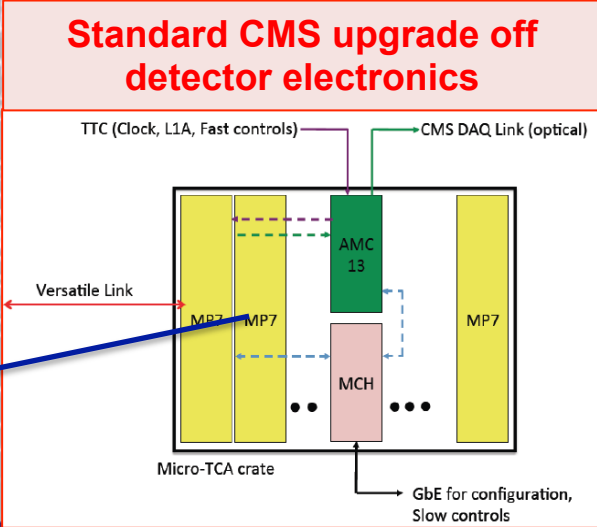 Standard CMS upgrade off
detector electronics
TTC (Clock, L1A, Fast controls)
CMS DAQ Link (optical)
AMC
13
Versatile Link
MP7
MP7
MP7
MCH
Micro-TCA crate
GbE for configuration,
Slow controls